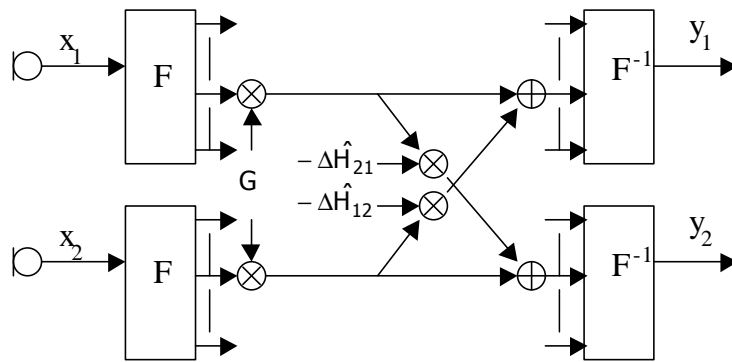 x₁
F
F⁻¹
y₁
- ΔĤ₂₁
G
- ΔĤ₁₂
x₂
F
F⁻¹
y₂